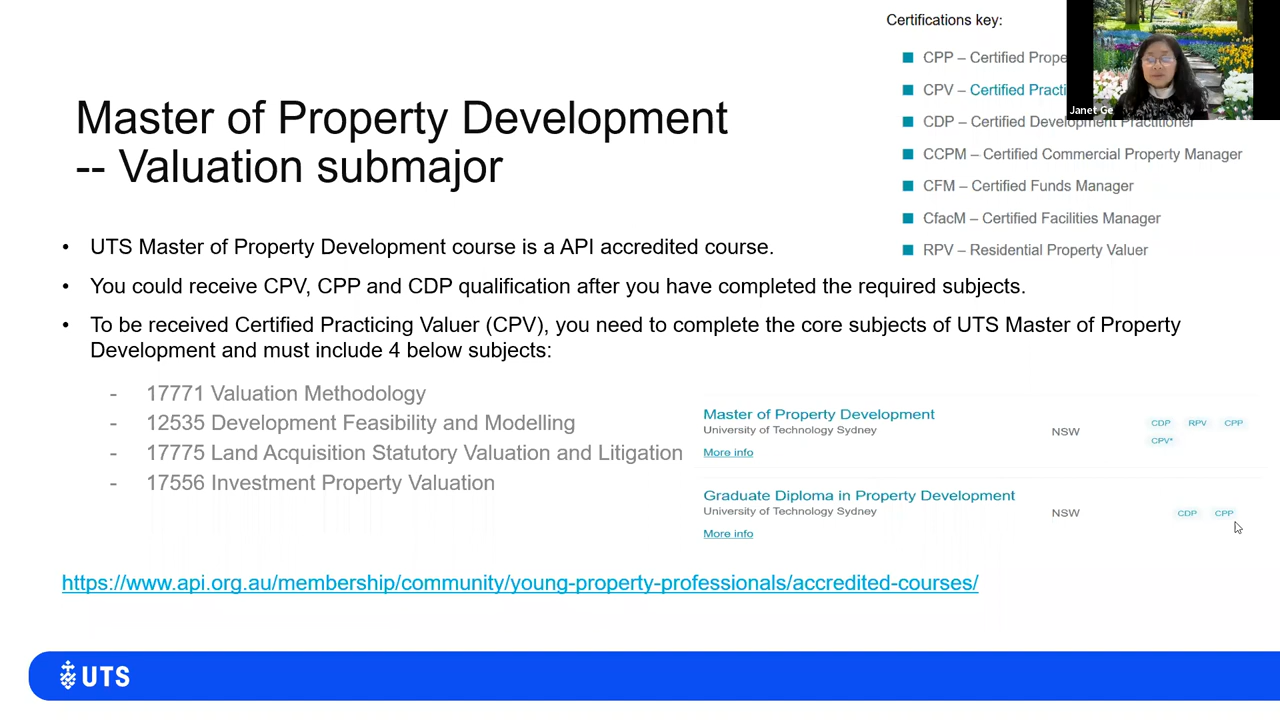 Certifications key:
CPP – Certified Prope
CPV – Certified Practi
CDP – Certified Development Practitioner
CCPM – Certified Commercial Property Manager
CFM – Certified Funds Manager
CfacM – Certified Facilities Manager
RPV – Residential Property Valuer
Janet Ge
Master of Property Development
-- Valuation submajor
• UTS Master of Property Development course is a API accredited course.
• You could receive CPV, CPP and CDP qualification after you have completed the required subjects.
• To be received Certified Practicing Valuer (CPV), you need to complete the core subjects of UTS Master of Property
Development and must include 4 below subjects:
- 17771 Valuation Methodology
- 12535 Development Feasibility and Modelling
- 17775 Land Acquisition Statutory Valuation and Litigation
- 17556 Investment Property Valuation
Master of Property Development
University of Technology Sydney
More info
NSW
CDP RPV CPP
CPV*
Graduate Diploma in Property Development
University of Technology Sydney
More info
NSW
CDP CPP
https://www.api.org.au/membership/community/young-property-professionals/accredited-courses/
UTS